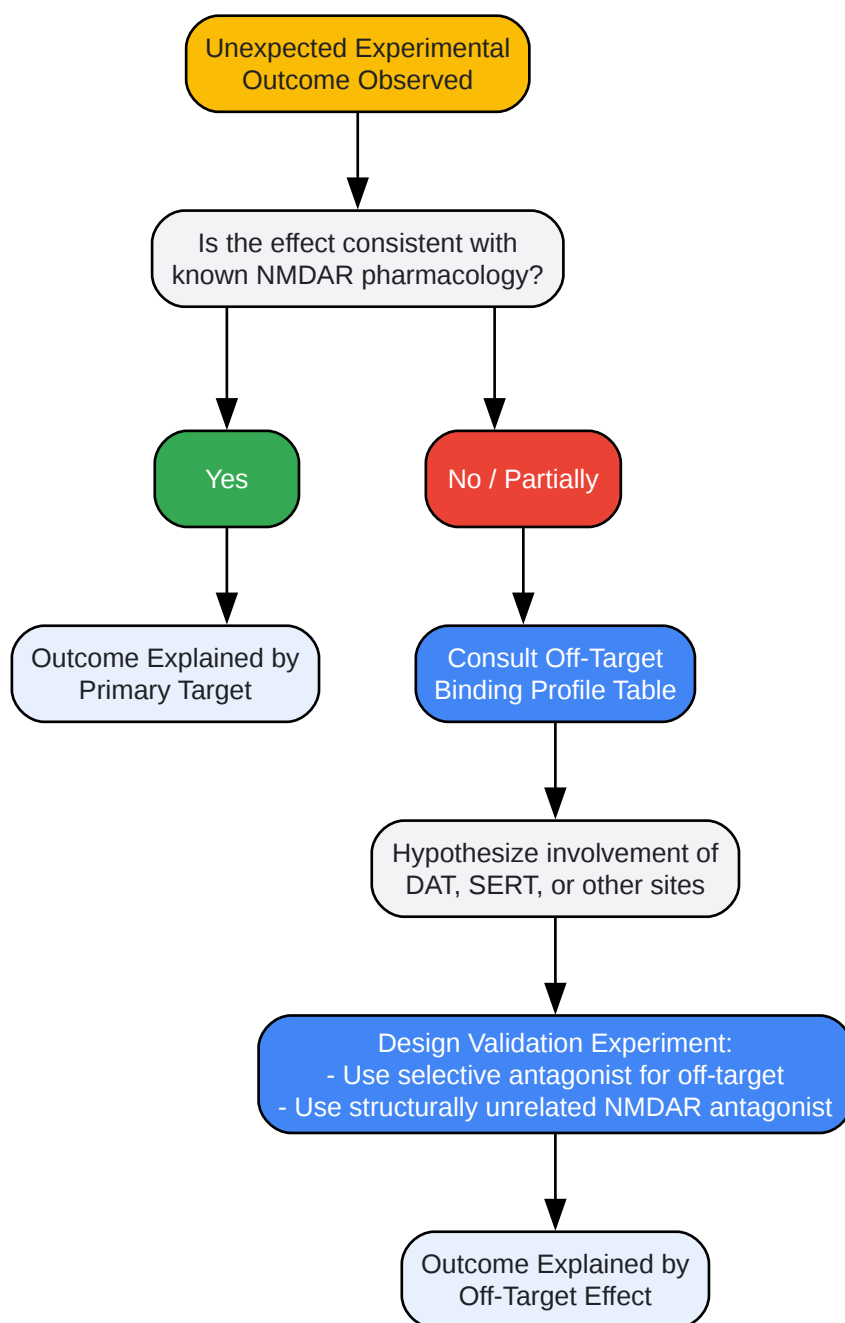 Unexpected Experimental
Outcome Observed
Is the effect consistent with
known NMDAR pharmacology?
Yes
No / Partially
Outcome Explained by
Primary Target
Consult Off-Target
Binding Profile Table
Hypothesize involvement of
DAT, SERT, or other sites
Design Validation Experiment:
- Use selective antagonist for off-target
- Use structurally unrelated NMDAR antagonist
Outcome Explained by
Off-Target Effect